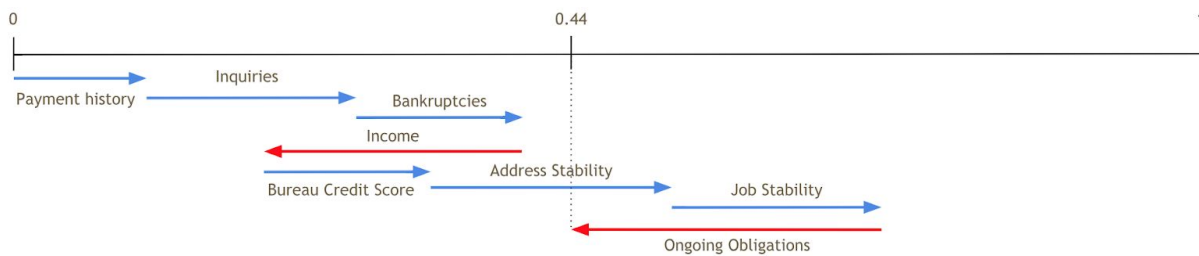 0
0.44
Inquiries
Payment history
Bankruptcies
Income
Address Stability
Bureau Credit Score
Job Stability
Ongoing Obligations